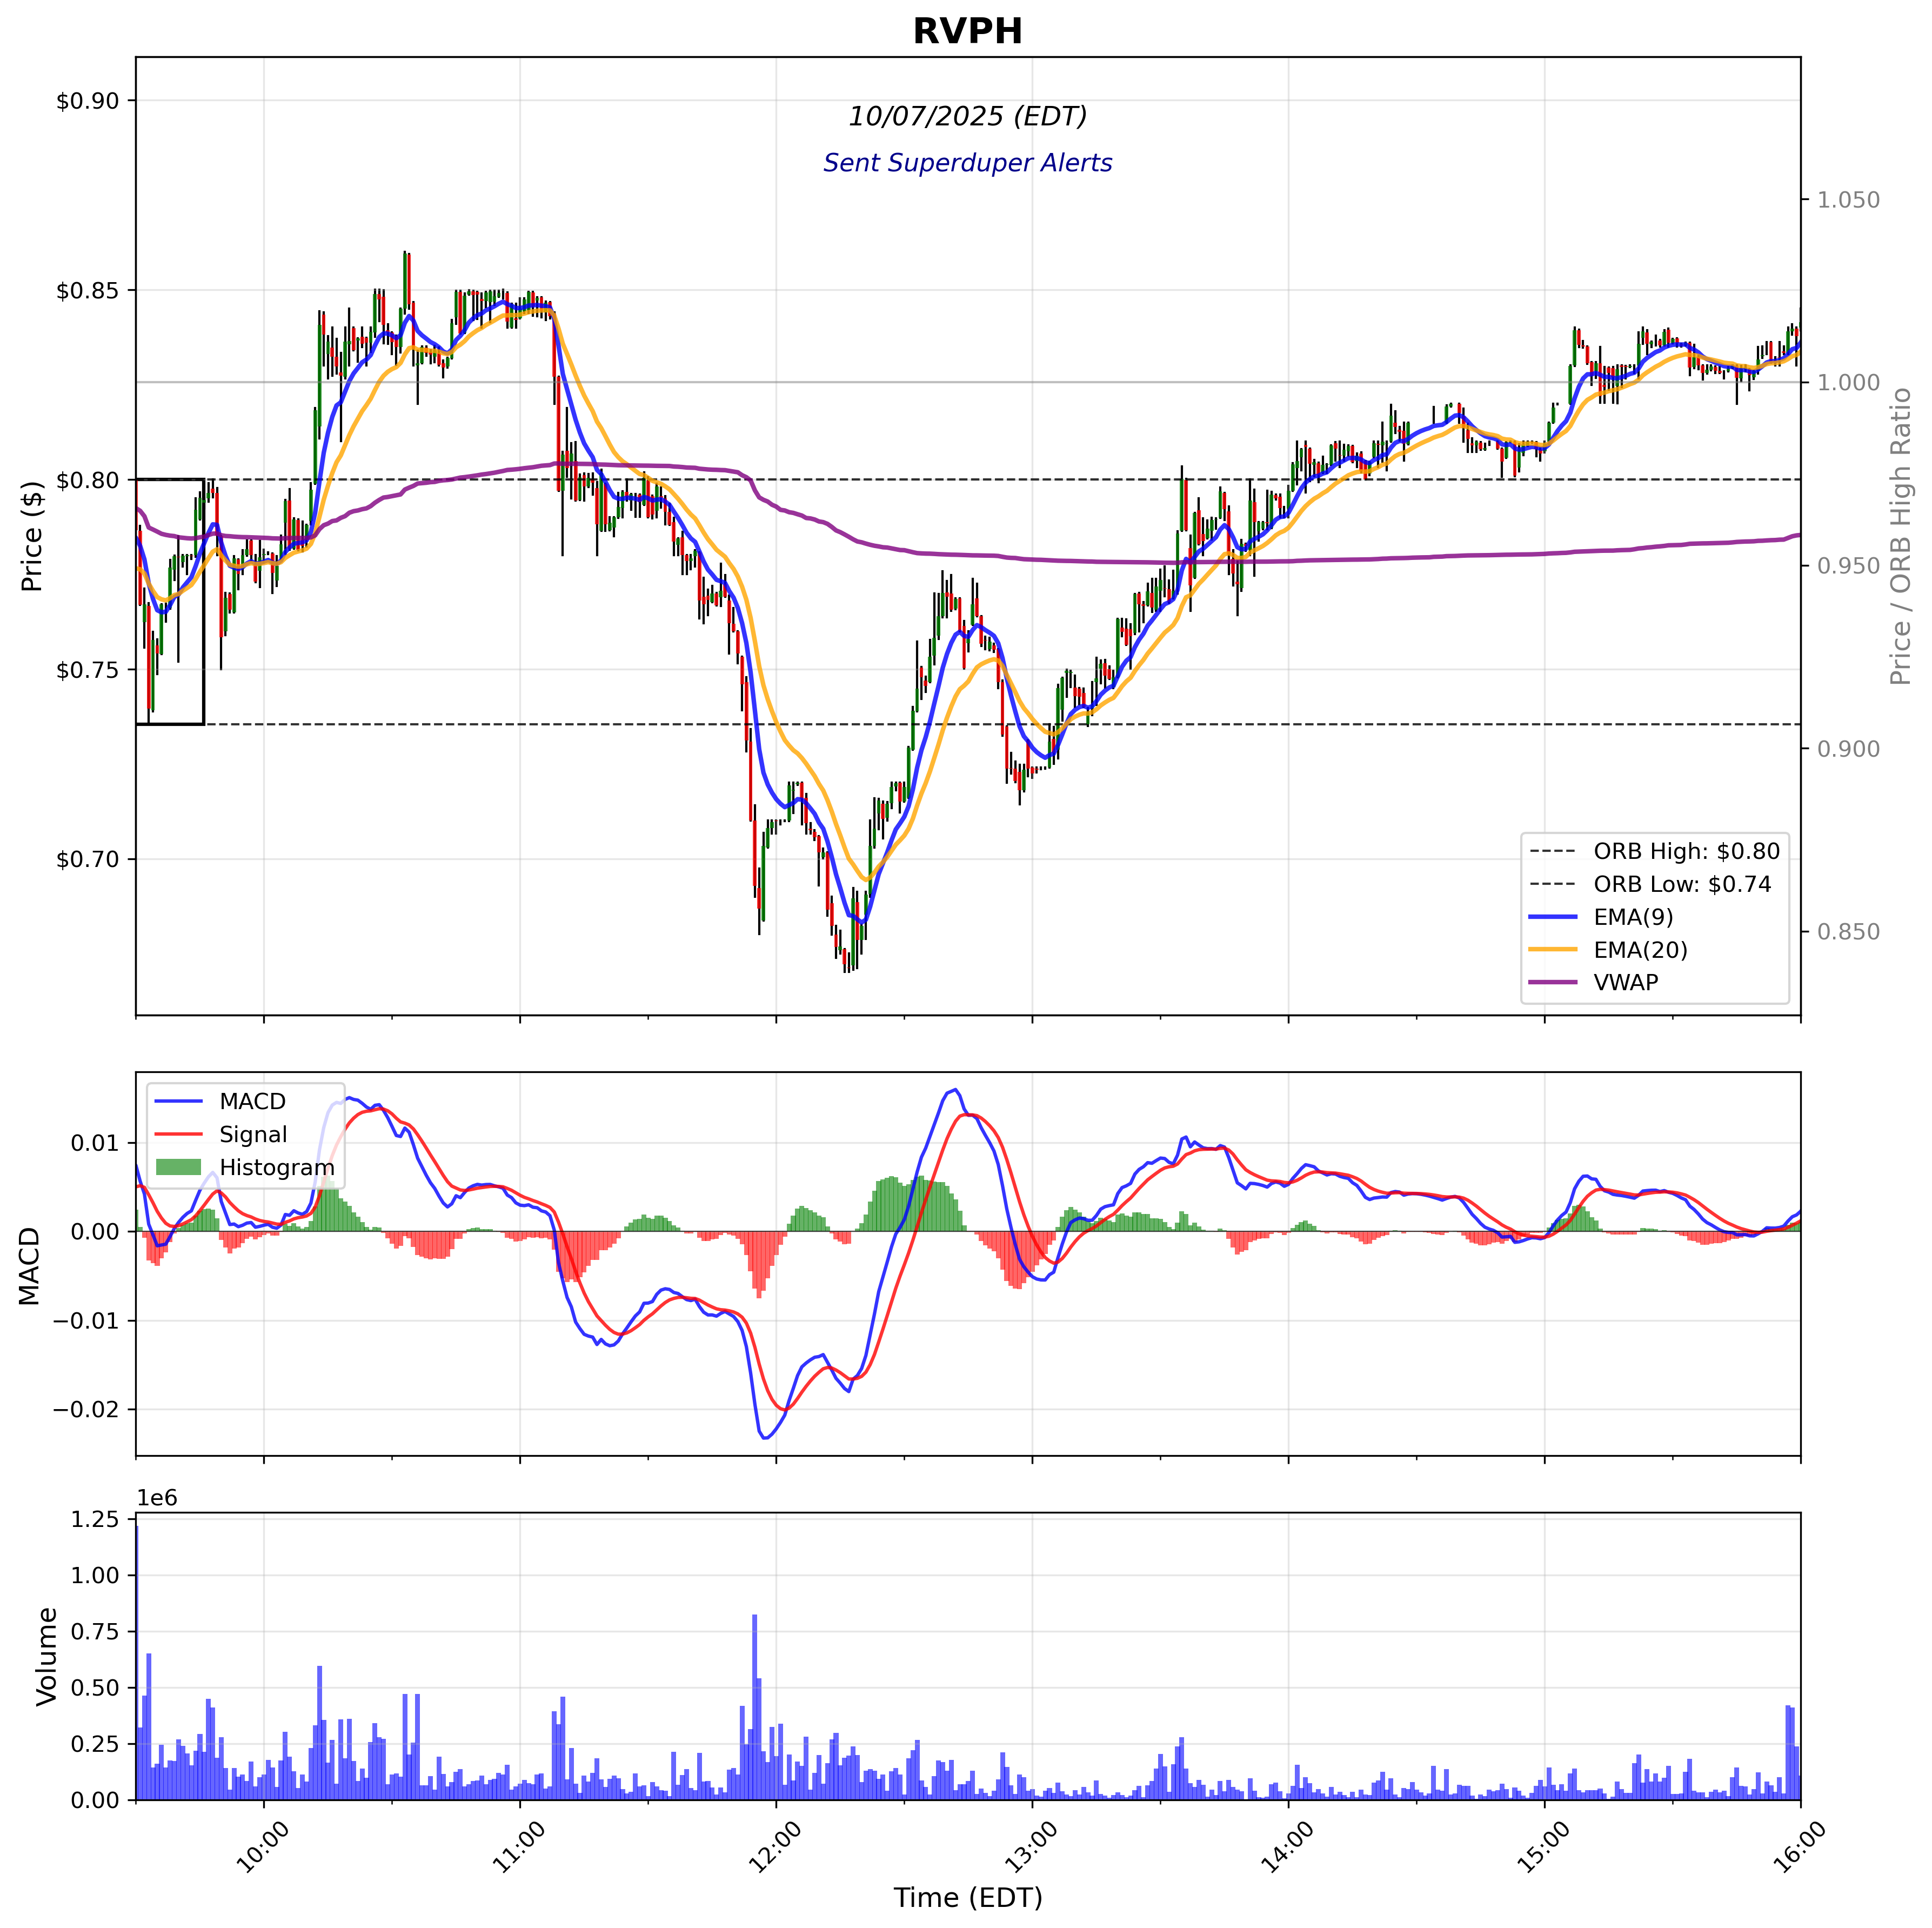 RVPH
10/07/2025 (EDT)
Sent Superduper Alerts
Price ($)
$0.90
$0.85
$0.80
$0.75
$0.70
1.050
1.000
0.950
0.900
0.850
Price / ORB High Ratio
ORB High: $0.80
ORB Low: $0.74
EMA(9)
EMA(20)
VWAP
MACD
0.01
0.00
−0.01
−0.02
MACD
Signal
Histogram
1e6
Volume
1.25
1.00
0.75
0.50
0.25
0.00
10:00
11:00
12:00
13:00
14:00
15:00
16:00
Time (EDT)